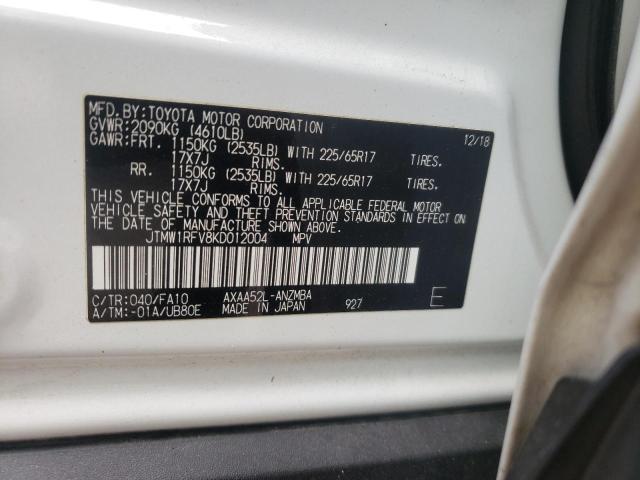 MFD.BY:TOYOTA MOTOR CORPORATION 12/18
GVWR:2090KG (4610LB)
GAWR:FRT. 1150KG (2535LB) WITH 225/65R17 TIRES.
17X7J RIMS.
RR. 1150KG (2535LB) WITH 225/65R17 TIRES.
17X7J RIMS.
THIS VEHICLE CONFORMS TO ALL APPLICABLE FEDERAL MOTOR
VEHICLE SAFETY AND THEFT PREVENTION STANDARDS IN EFFECT ON
THE DATE OF MANUFACTURE SHOWN ABOVE.
JTMW1RFV8KD012004 MPV
C/TR:040/FA10 AXAA52L-ANZMBA 927 E
A/TM:-01A/UB80E MADE IN JAPAN